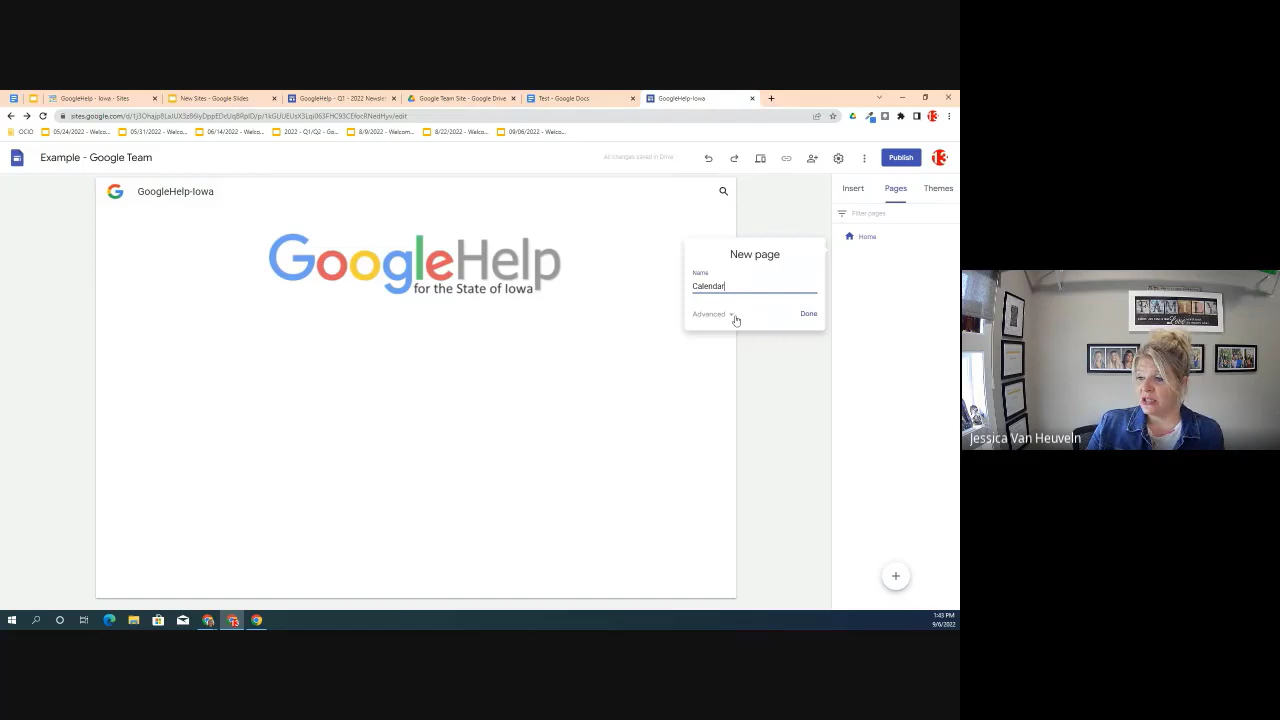 GoogleHelp - Iowa - Sites
New Sites - Google Slides
GoogleHelp - Q1 - 2022 Newsle
Google Team Site - Google Drive
Test - Google Docs
GoogleHelp-Iowa
OCIO
05/24/2022 - Welco...
05/31/2022 - Welco...
06/14/2022 - Welco...
2022 - Q1/Q2 - Go...
8/9/2022 - Welcom...
8/22/2022 - Welco...
09/06/2022 - Welco...
Example - Google Team
All changes saved in Drive
Publish
GoogleHelp-Iowa
Insert
Pages
Themes
Filter pages
Home
GoogleHelp
for the State of Iowa
New page
Name
Calendar
Advanced
Done
FAMILY
Jessica Van Heuveln
1:43 PM
9/6/2022